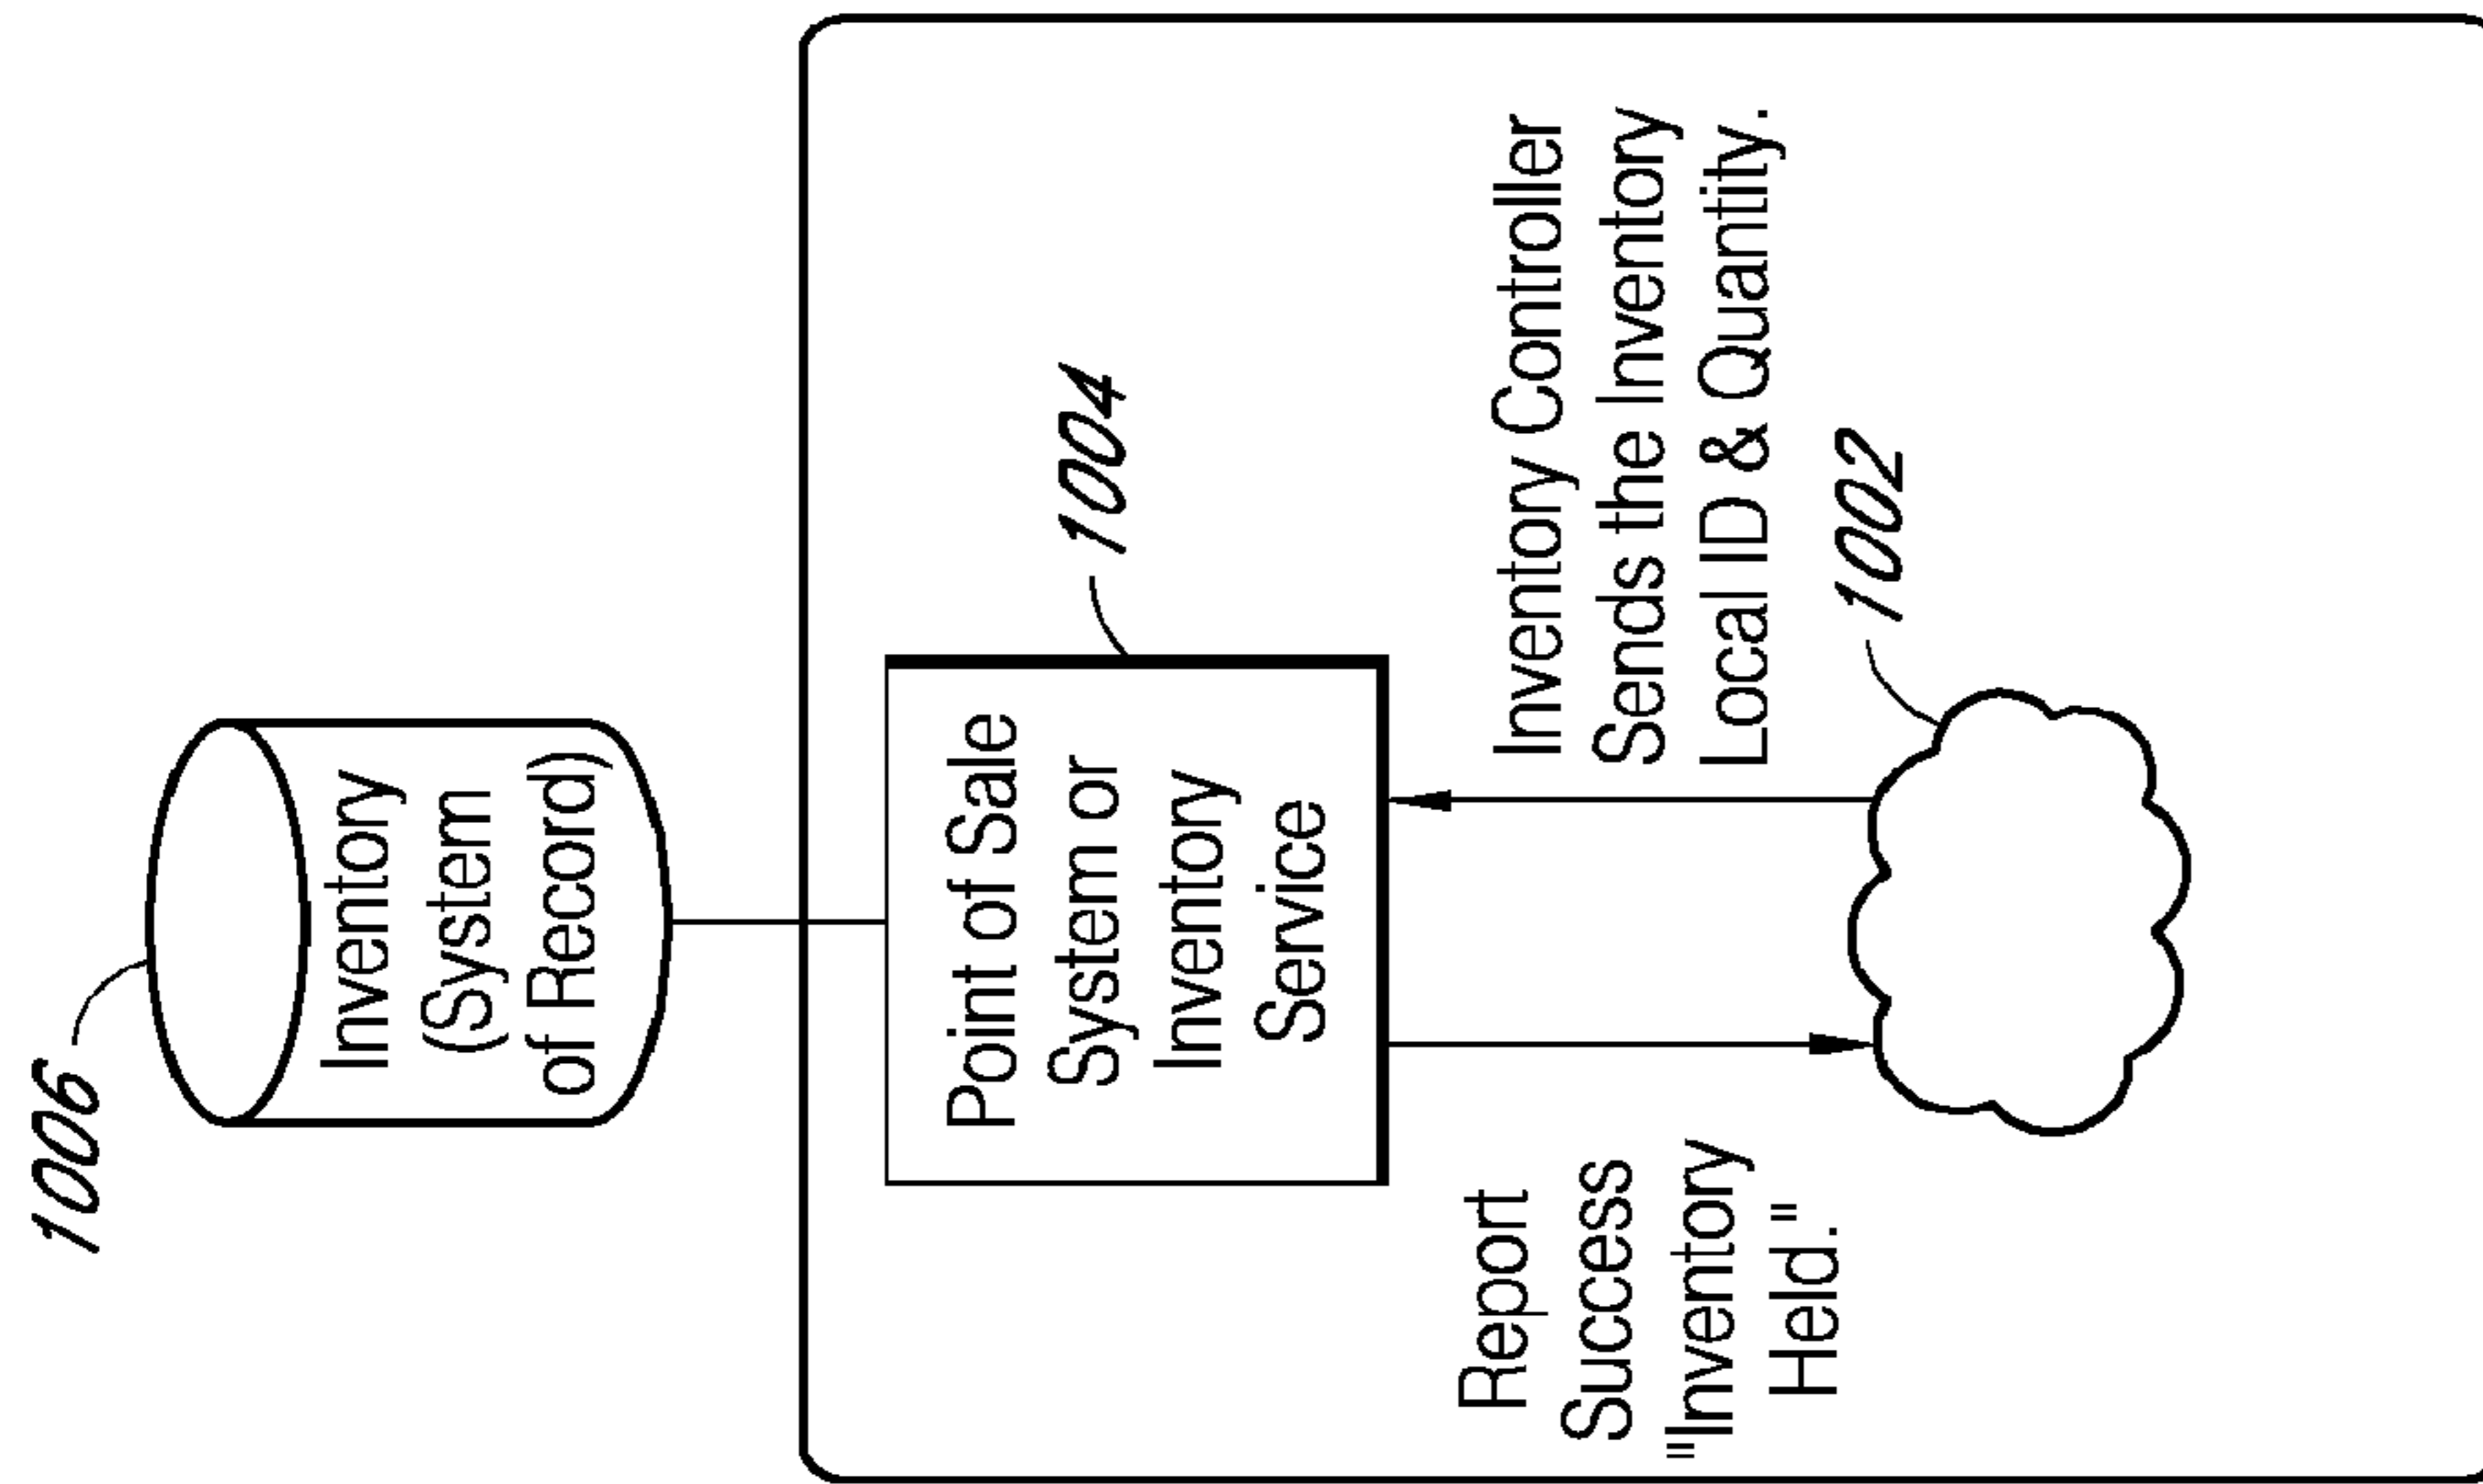 1006
Inventory
(System
of Record)
1004
Point of Sale
System or
Inventory
Service
Inventory Controller
Sends the Inventory
Local ID & Quantity.
Report
Success
"Inventory
Held."
1002